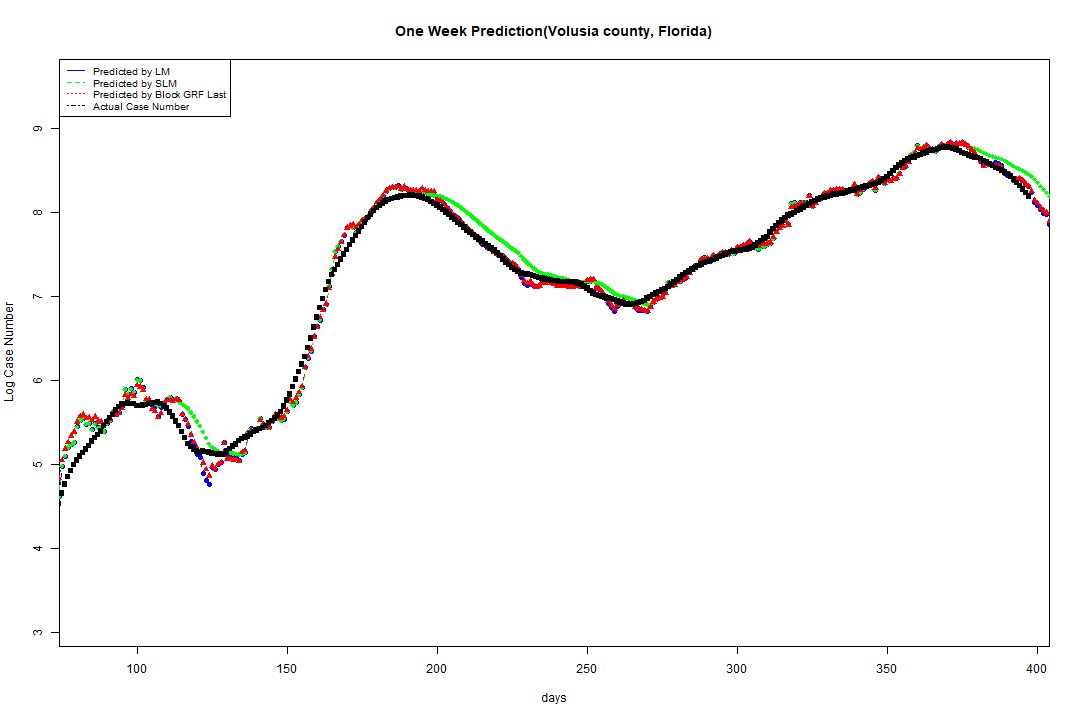 One Week Prediction(Volusia county, Florida)
Predicted by LM
Predicted by SLM
Predicted by Block GRF Last
Actual Case Number
Log Case Number
9
8
7
6
5
4
3
100 150 200 250 300 350 400
days